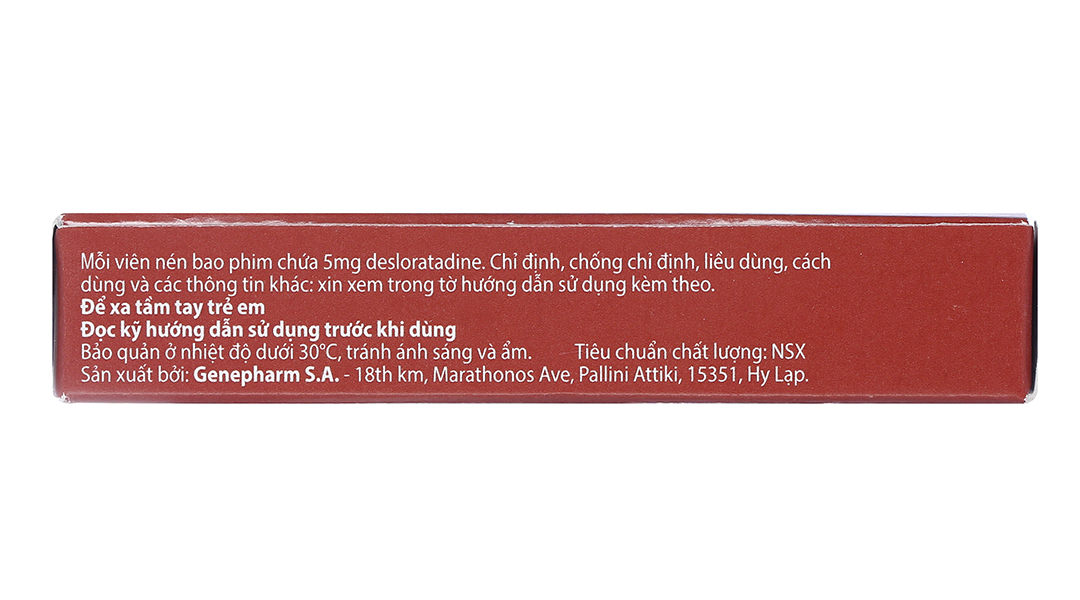 Mỗi viên nén bao phim chứa 5mg desloratadine. Chỉ định, chống chỉ định, liều dùng, cách
dùng và các thông tin khác: xin xem trong tờ hướng dẫn sử dụng kèm theo.
Để xa tầm tay trẻ em
Đọc kỹ hướng dẫn sử dụng trước khi dùng
Bảo quản ở nhiệt độ dưới 30°C, tránh ánh sáng và ẩm. Tiêu chuẩn chất lượng: NSX
Sản xuất bởi: Genepharm S.A. - 18th km, Marathonos Ave, Pallini Attiki, 15351, Hy Lạp.